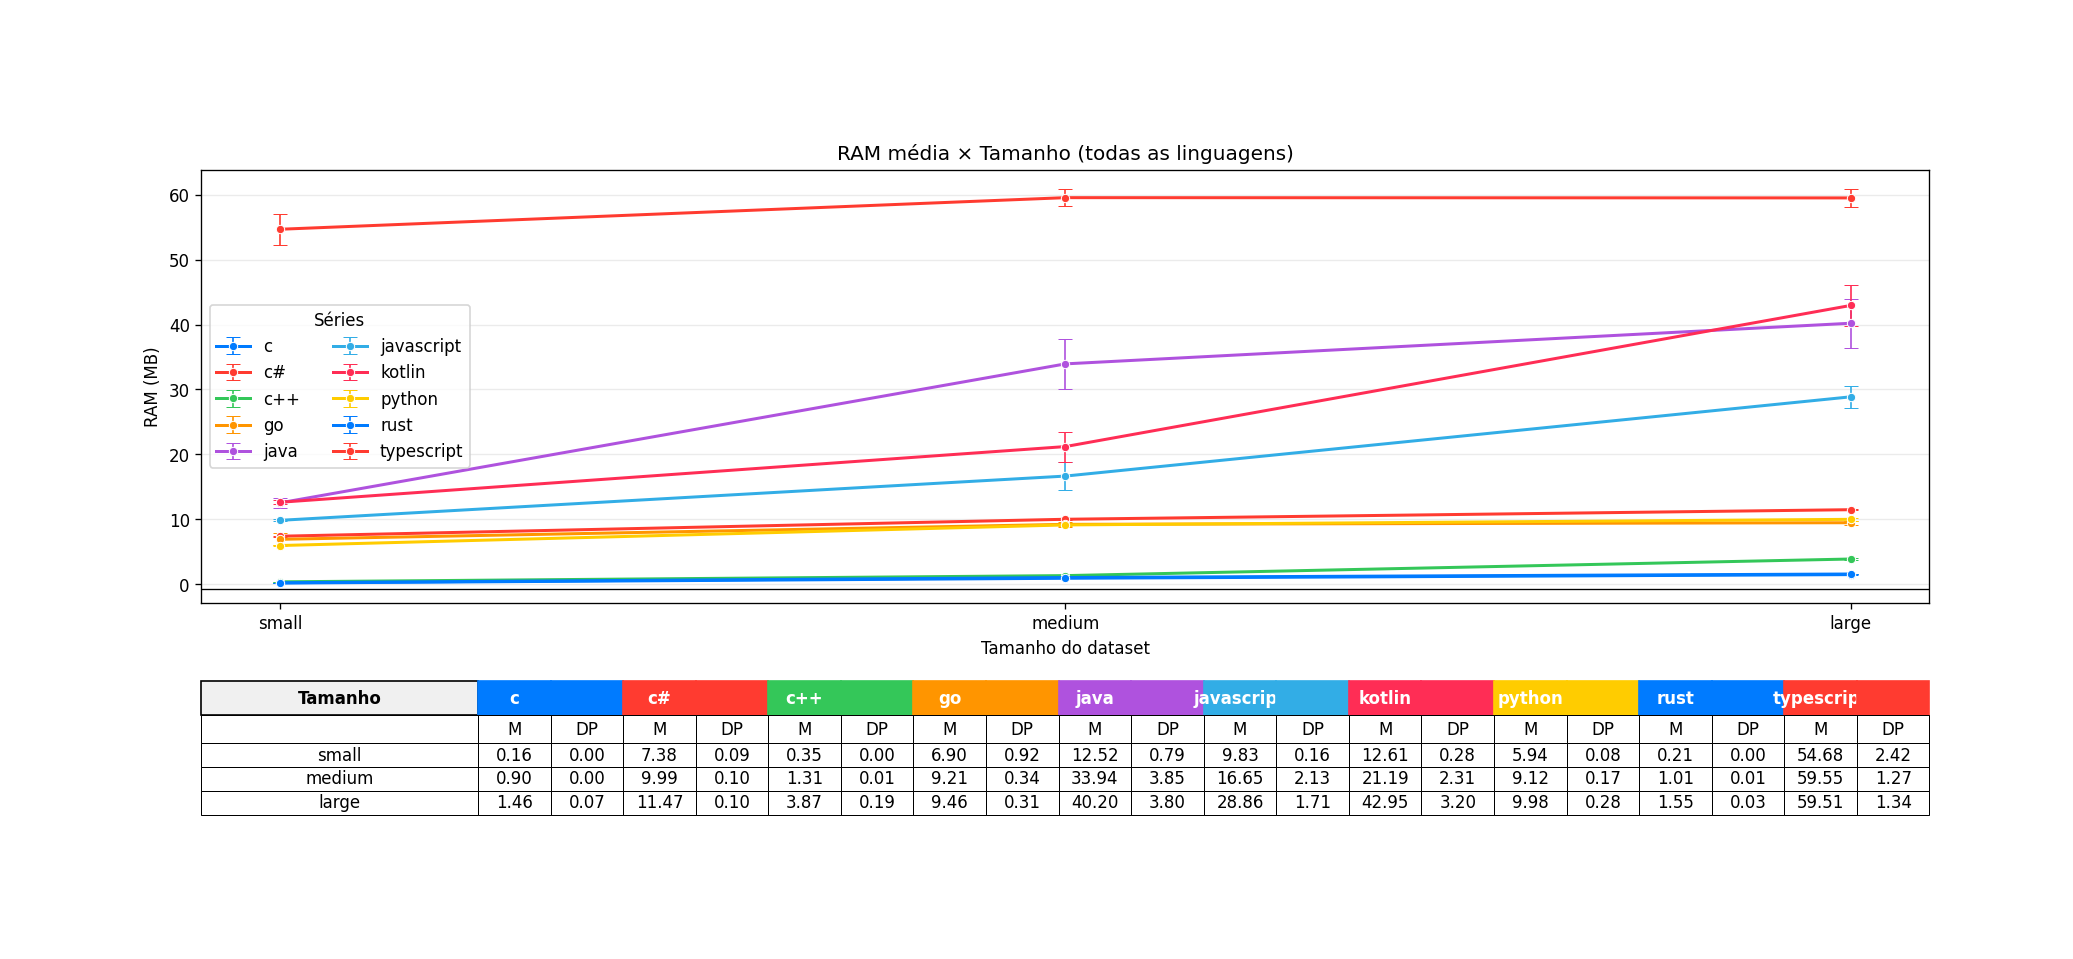 RAM média × Tamanho (todas as linguagens)
60
50
40
30
20
10
0
RAM (MB)
Séries
c javascript
c# kotlin
c++ python
go rust
java typescript
small medium large
Tamanho do dataset
Tamanho c c# c++ go java javascrip kotlin python rust typescrip
M DP M DP M DP M DP M DP M DP M DP M DP M DP M DP
small 0.16 0.00 7.38 0.09 0.35 0.00 6.90 0.92 12.52 0.79 9.83 0.16 12.61 0.28 5.94 0.08 0.21 0.00 54.68 2.42
medium 0.90 0.00 9.99 0.10 1.31 0.01 9.21 0.34 33.94 3.85 16.65 2.13 21.19 2.31 9.12 0.17 1.01 0.01 59.55 1.27
large 1.46 0.07 11.47 0.10 3.87 0.19 9.46 0.31 40.20 3.80 28.86 1.71 42.95 3.20 9.98 0.28 1.55 0.03 59.51 1.34